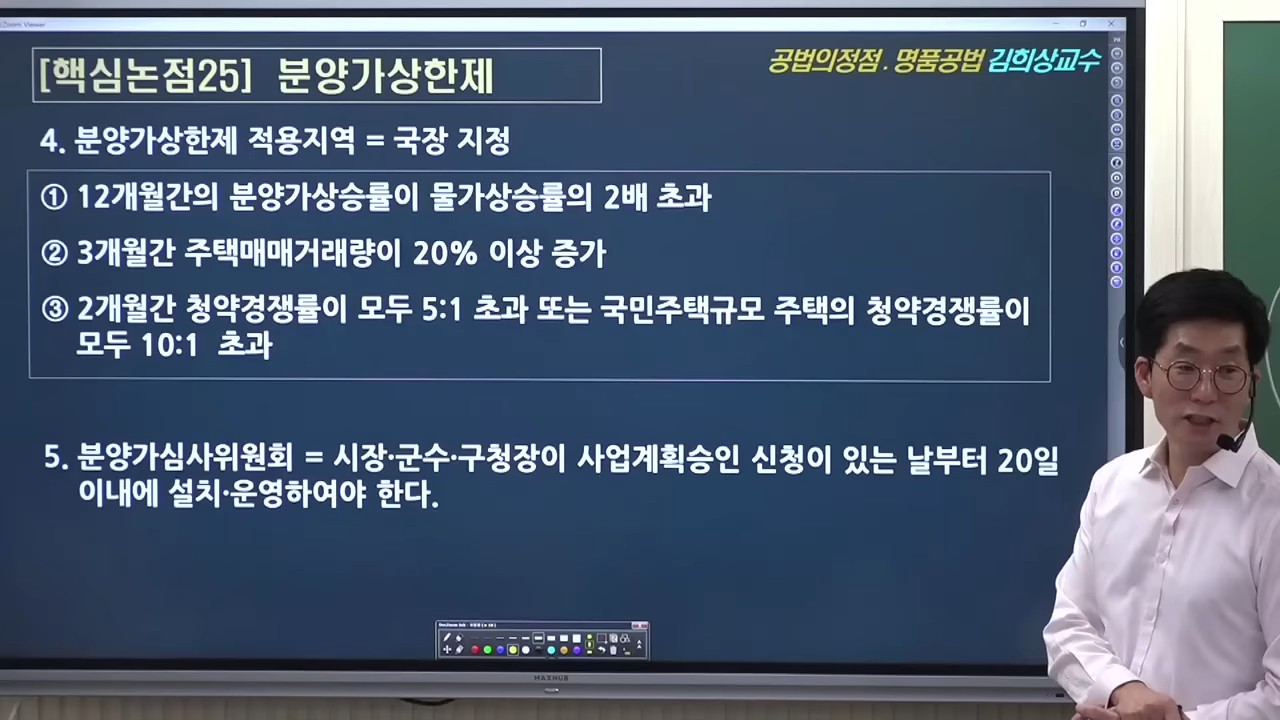 Zoom Viewer
[핵심논점25] 분양가상한제
공법의정점. 명품공법 김희상교수
4. 분양가상한제 적용지역 = 국장 지정
① 12개월간의 분양가상승률이 물가상승률의 2배 초과
② 3개월간 주택매매거래량이 20% 이상 증가
③ 2개월간 청약경쟁률이 모두 5:1 초과 또는 국민주택규모 주택의 청약경쟁률이
모두 10:1 초과
5. 분양가심사위원회 = 시장·군수·구청장이 사업계획승인 신청이 있는 날부터 20일
이내에 설치·운영하여야 한다.
MAXHUB